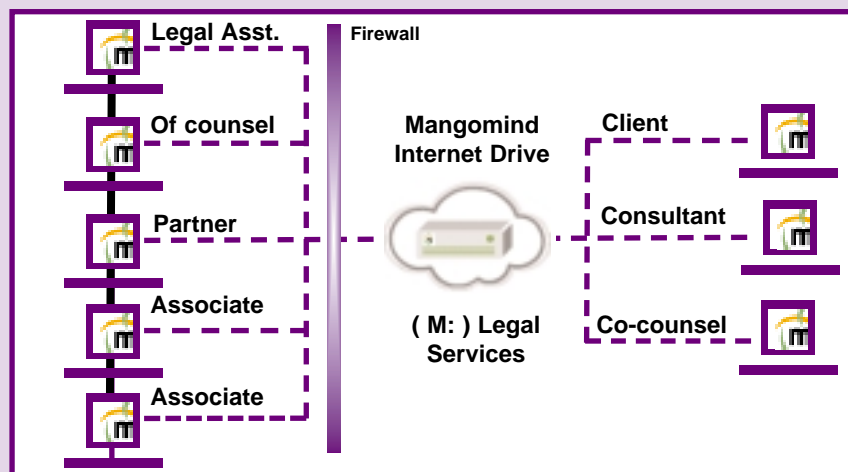 Legal Asst.
Firewall
Of counsel
Partner
Associate
Associate
Mangomind
Internet Drive
( M: ) Legal
Services
Client
Consultant
Co-counsel
m
m
m
m
m
m
m
m